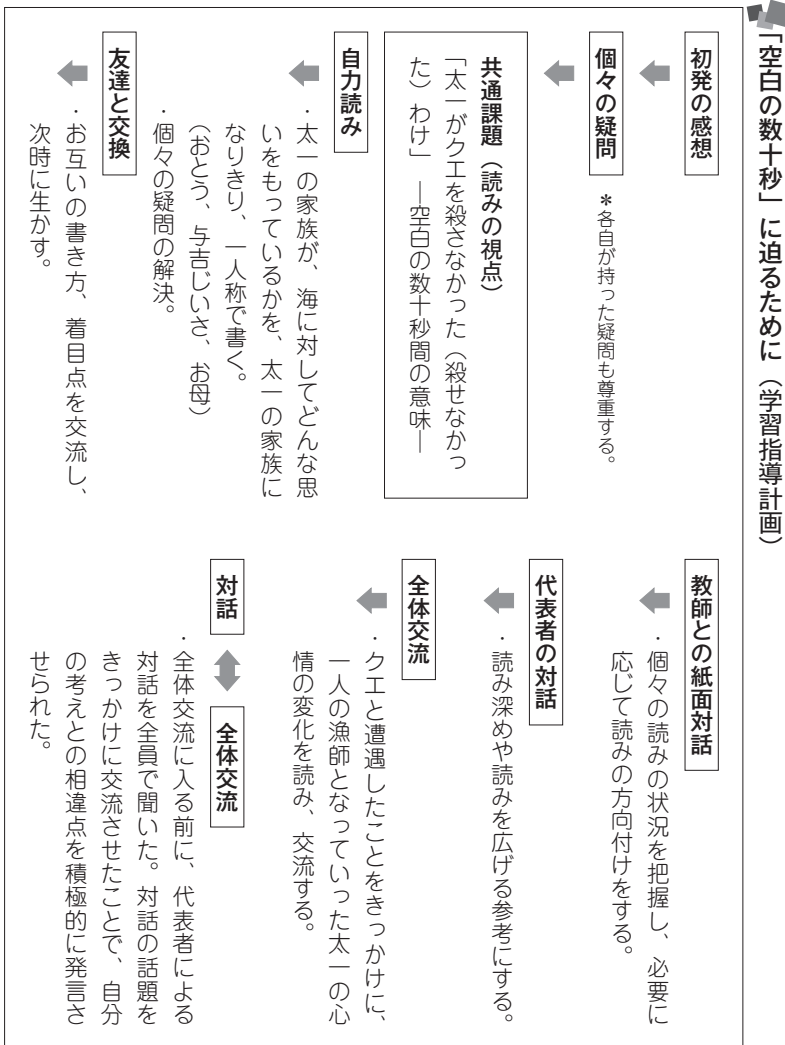 「空白の数十秒」に迫るために（学習指導計画）
初発の感想
個々の疑問
＊各自が持った疑問も尊重する。
共通課題（読みの視点）
「太一がクエを殺さなかった（殺せなかっ
た）わけ」 ―空白の数十秒間の意味―
自力読み
・太一の家族が、海に対してどんな思
いをもっているかを、太一の家族に
なりきり、一人称で書く。
（おとう、与吉じいさ、お母）
・個々の疑問の解決。
友達と交換
・お互いの書き方、着目点を交流し、
次時に生かす。
教師との紙面対話
・個々の読みの状況を把握し、必要に
応じて読みの方向付けをする。
代表者の対話
・読み深めや読みを広げる参考にする。
全体交流
・クエと遭遇したことをきっかけに、
一人の漁師となっていった太一の心
情の変化を読み、交流する。
対話
全体交流
・全体交流に入る前に、代表者による
対話を全員で聞いた。対話の話題を
きっかけに交流させたことで、自分
の考えとの相違点を積極的に発言さ
せられた。